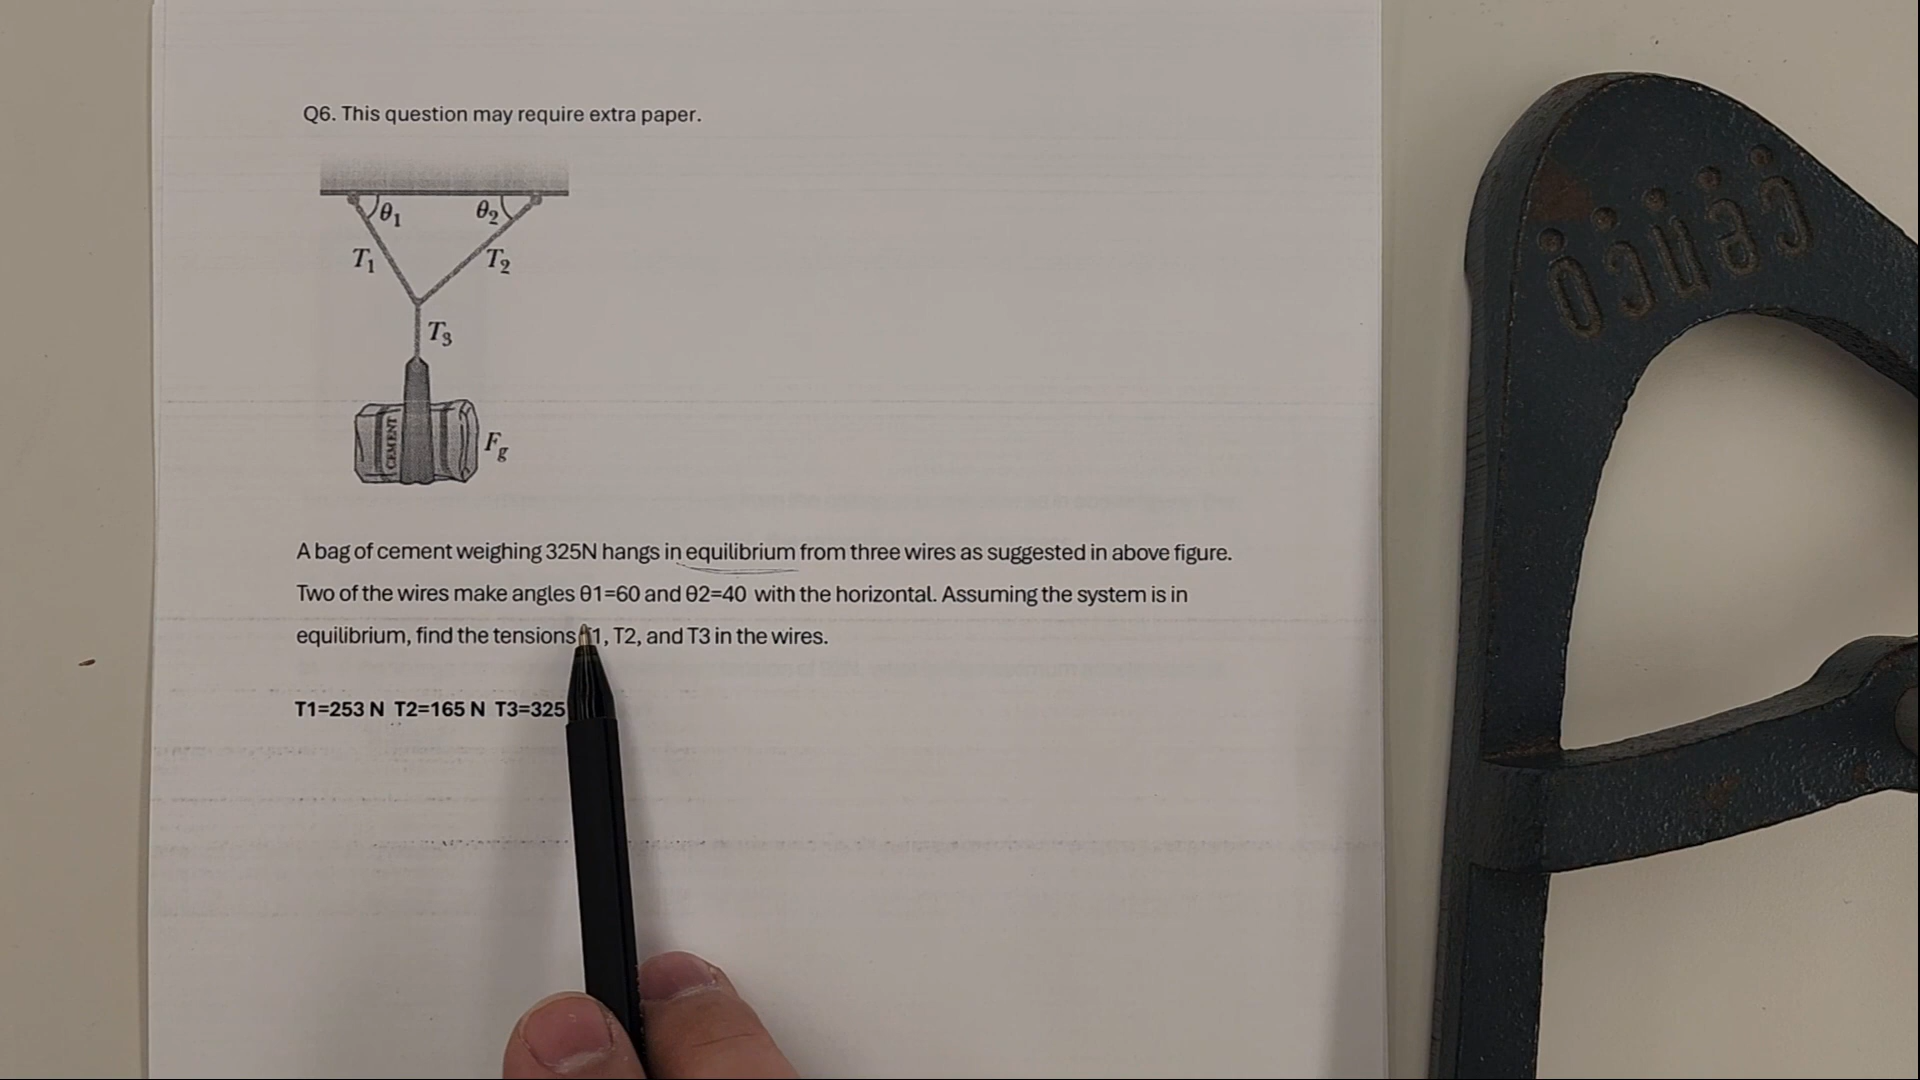 Q6. This question may require extra paper.
θ1
θ2
T1
T2
T3
CEMENT
Fg
A bag of cement weighing 325N hangs in equilibrium from three wires as suggested in above figure.
Two of the wires make angles θ1=60 and θ2=40 with the horizontal. Assuming the system is in
equilibrium, find the tensions T1, T2, and T3 in the wires.
T1=253 N T2=165 N T3=325